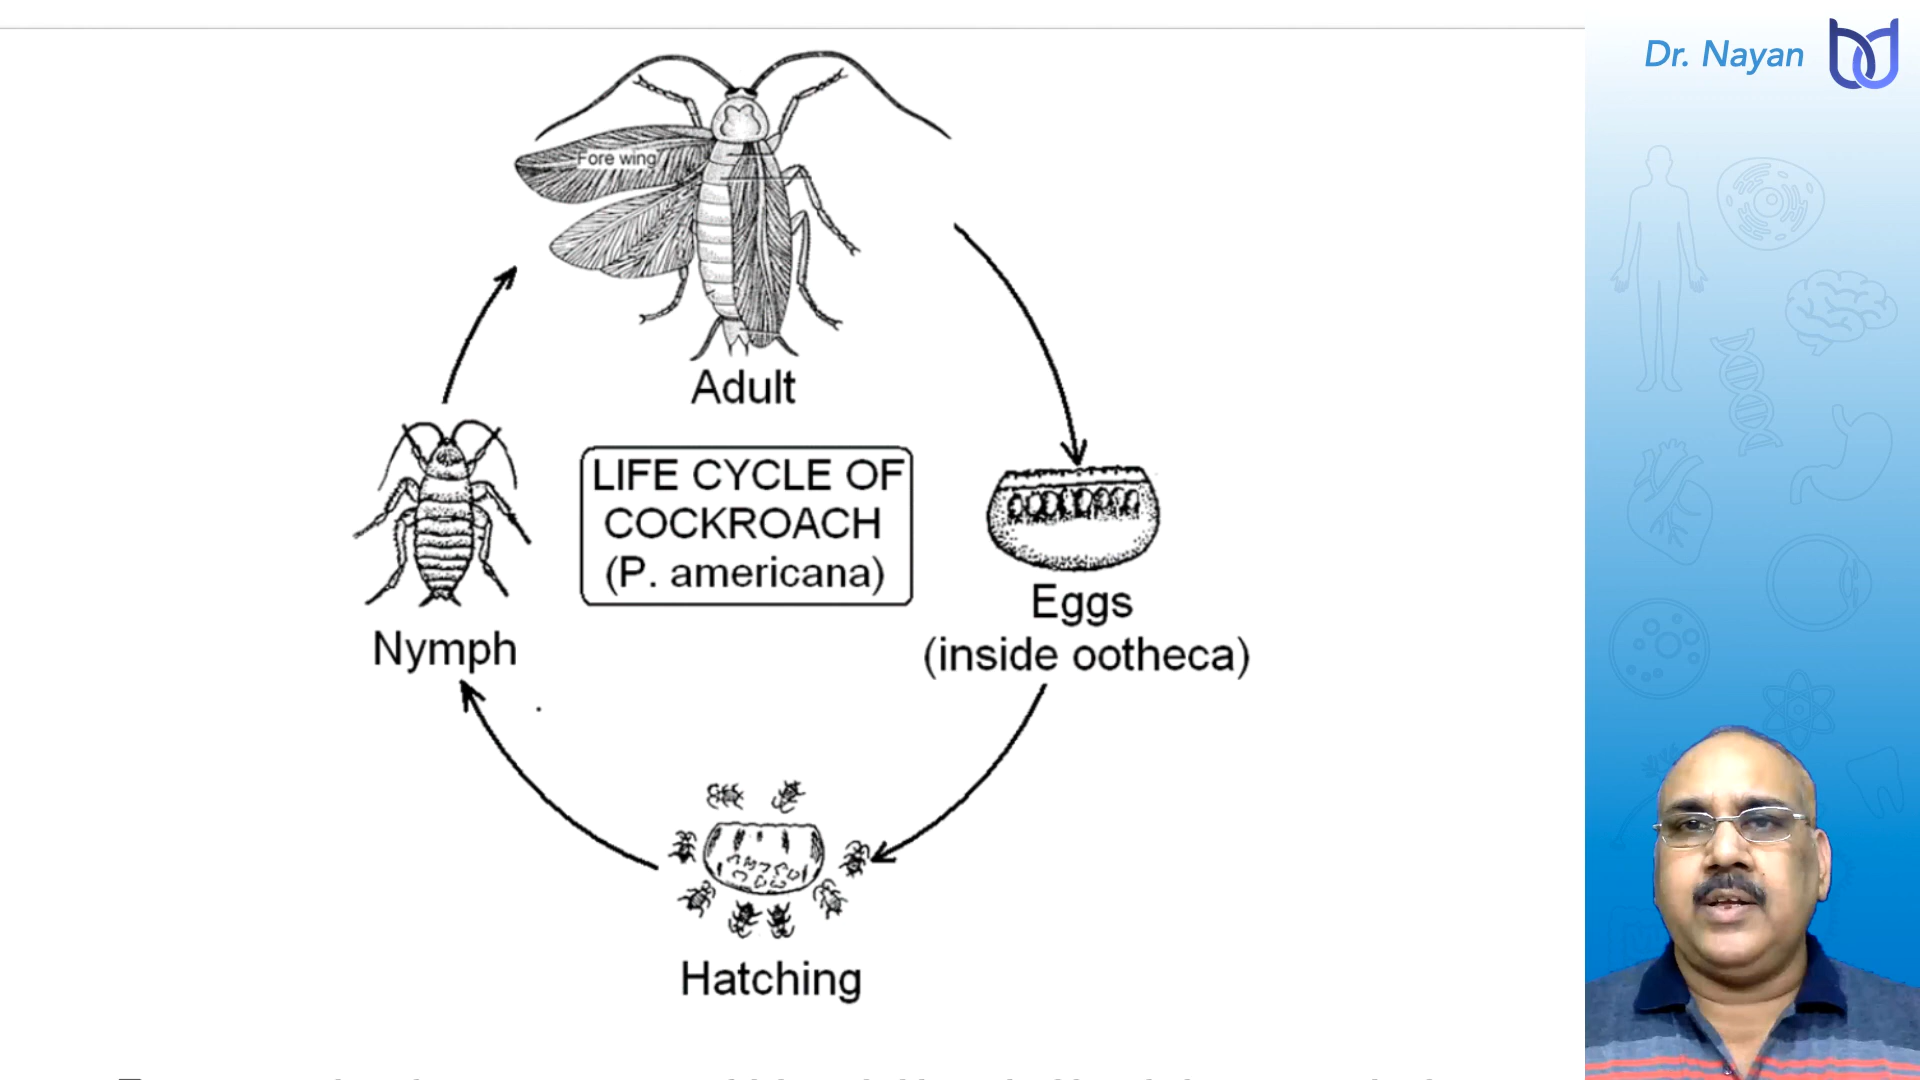 Dr. Nayan
Fore wing
Adult
LIFE CYCLE OF
COCKROACH
(P. americana)
Eggs
(inside ootheca)
Nymph
Hatching